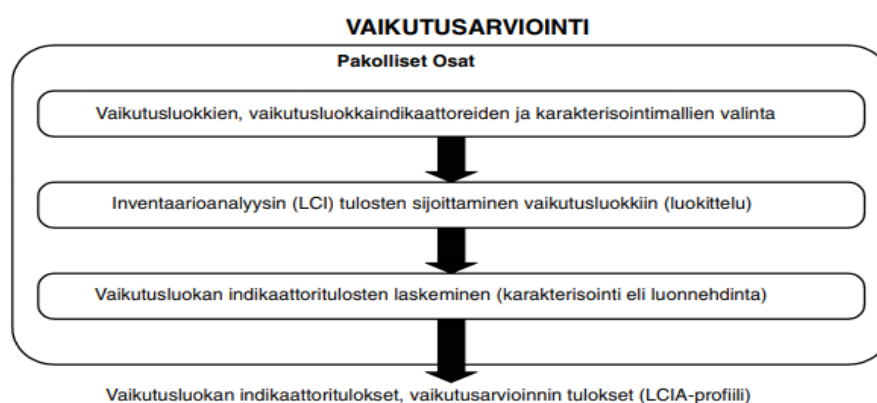 VAIKUTUSARVIOINTI
Pakolliset Osat
Vaikutusluokkien, vaikutusluokkaindikaattoreiden ja karakterisointimallien valinta
Inventaarioanalyysin (LCI) tulosten sijoittaminen vaikutusluokkiin (luokittelu)
Vaikutusluokan indikaattoritulosten laskeminen (karakterisointi eli luonnehdinta)
Vaikutusluokan indikaattoritulokset, vaikutusarvioinnin tulokset (LCIA-profiili)